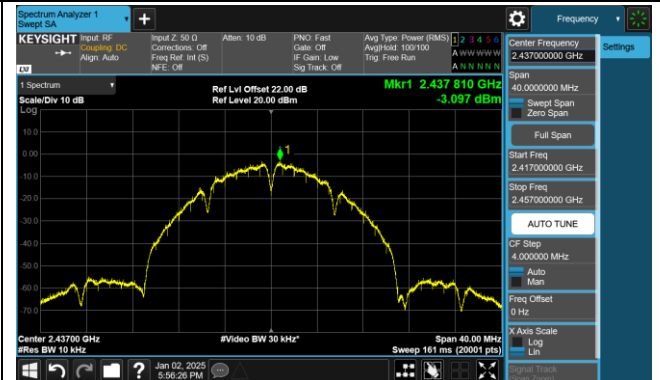 Spectrum Analyzer 1
Swept SA
+
Frequency
KEYSIGHT
Input: RF
Coupling: DC
Align: Auto
Input Z: 50 Ω
Corrections: Off
Freq Ref: Int (S)
NFE: Off
Atten: 10 dB
PNO: Fast
Gate: Off
IF Gain: Low
Sig Track: Off
Avg Type: Power (RMS)
Avg|Hold: 100/100
Trig: Free Run
1 2 3 4 5 6
A W W W W W
A N N N N N
LXI
1 Spectrum
Scale/Div 10 dB
Log
Ref Lvl Offset 22.00 dB
Ref Level 20.00 dBm
Mkr1 2.437 810 GHz
-3.097 dBm
10.0
0.00
-10.0
-20.0
-30.0
-40.0
-50.0
-60.0
-70.0
1
Center 2.43700 GHz
#Res BW 10 kHz
#Video BW 30 kHz*
Span 40.00 MHz
Sweep 161 ms (20001 pts)
Jan 02, 2025
5:56:26 PM
?
Center Frequency
2.437000000 GHz
Settings
Span
40.0000000 MHz
Swept Span
Zero Span
Full Span
Start Freq
2.417000000 GHz
Stop Freq
2.457000000 GHz
AUTO TUNE
CF Step
4.000000 MHz
Auto
Man
Freq Offset
0 Hz
X Axis Scale
Log
Lin
Signal Track
(Span Zoom)